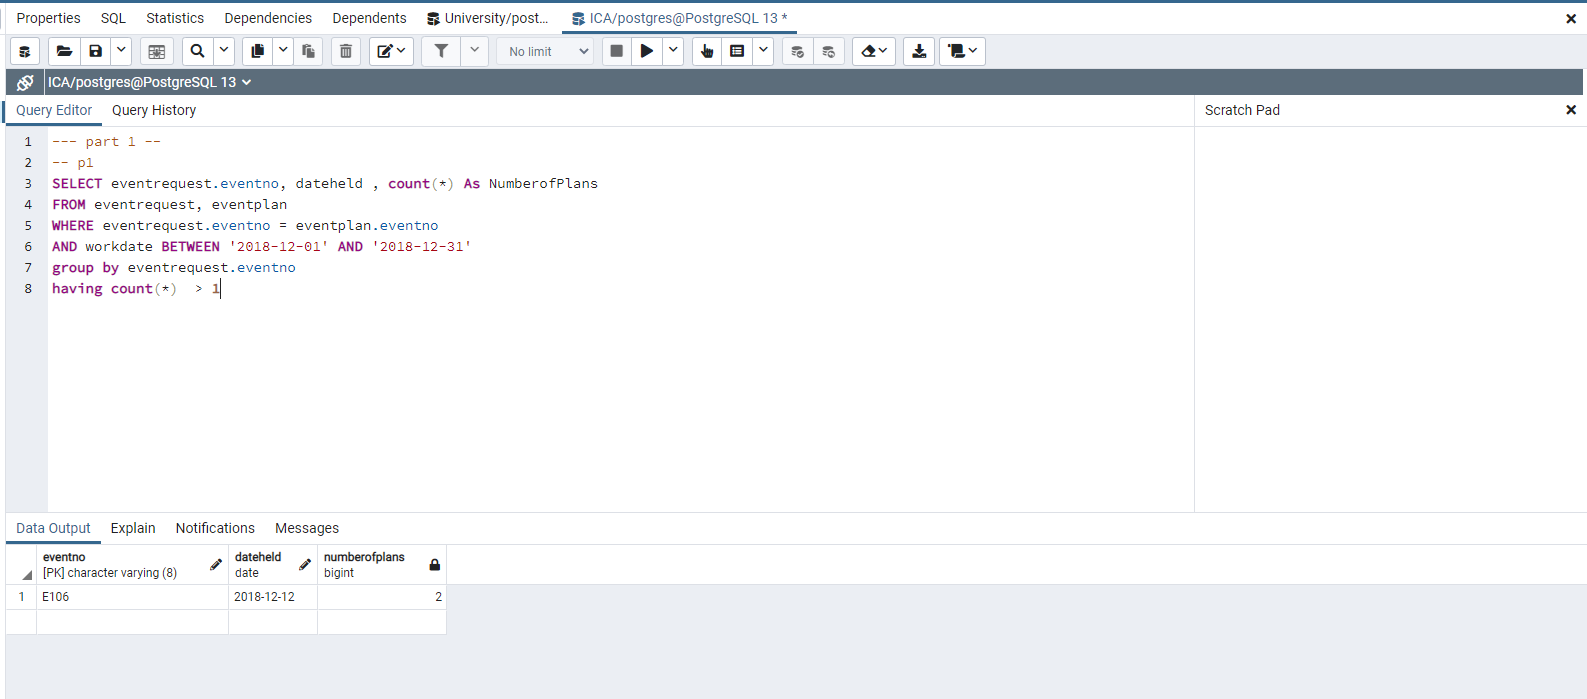 Properties SQL Statistics Dependencies Dependents University/post... ICA/postgres@PostgreSQL 13 *
No limit
ICA/postgres@PostgreSQL 13
Query Editor Query History Scratch Pad
1 --- part 1 --
2 -- p1
3 SELECT eventrequest.eventno, dateheld , count(*) As NumberofPlans
4 FROM eventrequest, eventplan
5 WHERE eventrequest.eventno = eventplan.eventno
6 AND workdate BETWEEN '2018-12-01' AND '2018-12-31'
7 group by eventrequest.eventno
8 having count(*)  > 1
Data Output Explain Notifications Messages
eventno dateheld numberofplans
[PK] character varying (8) date bigint
1 E106 2018-12-12 2